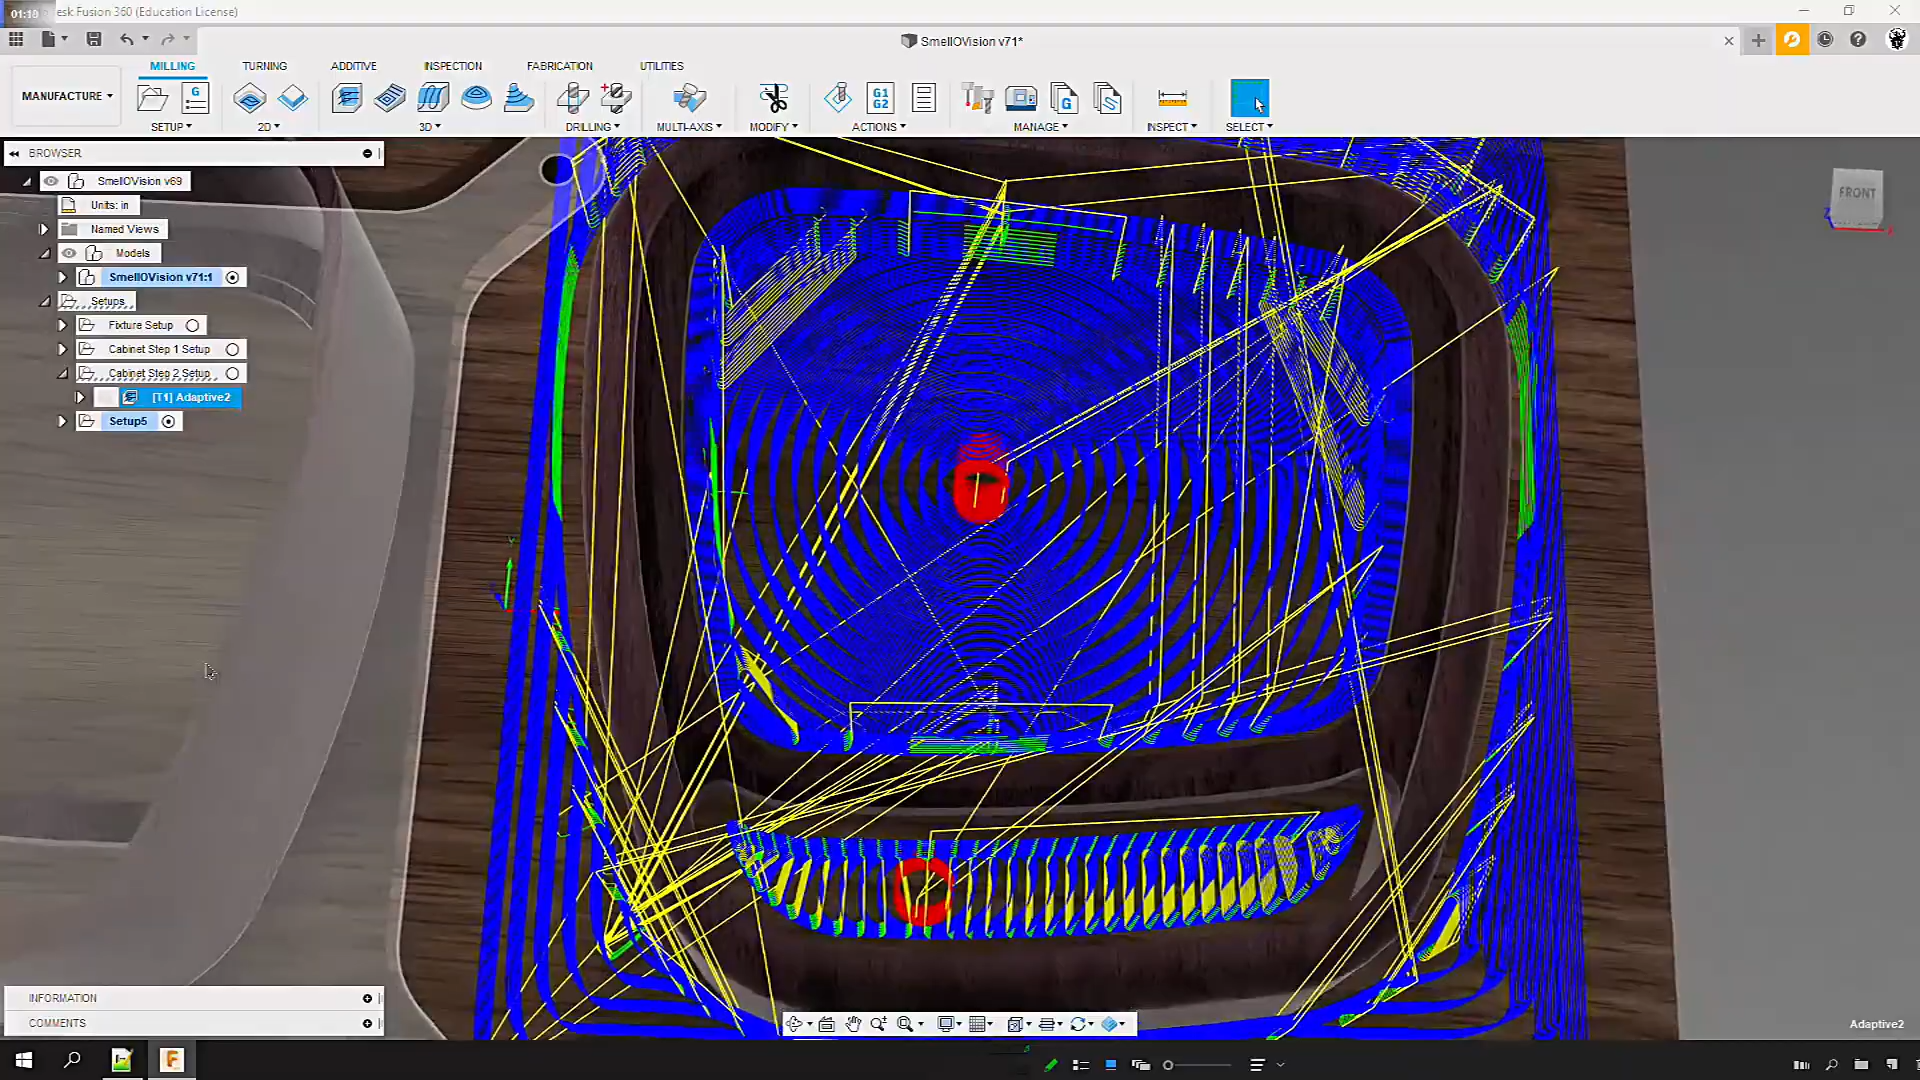 01:18
esk Fusion 360 (Education License)
SmellOVision v71*
MANUFACTURE
MILLING
TURNING
ADDITIVE
INSPECTION
FABRICATION
UTILITIES
G
G1
G2
G
S
SETUP
2D
3D
DRILLING
MULTI-AXIS
MODIFY
ACTIONS
MANAGE
INSPECT
SELECT
BROWSER
SmellOVision v69
Units: in
Named Views
Models
SmellOVision v71:1
Setups
Fixture Setup
Cabinet Step 1 Setup
Cabinet Step 2 Setup
[T1] Adaptive2
Setup5
FRONT
Z
Y
INFORMATION
COMMENTS
Adaptive2